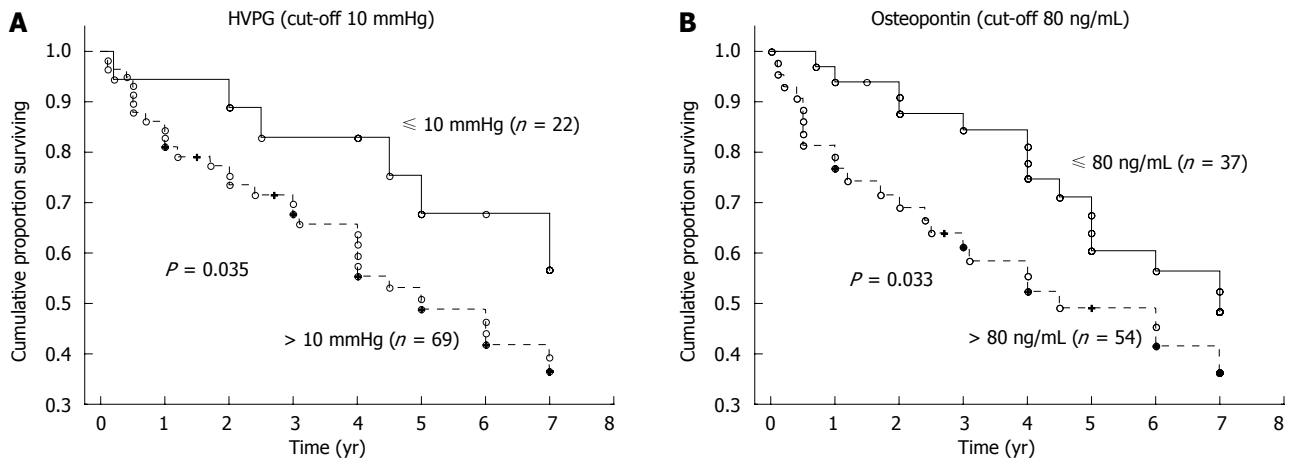 A
HVPG (cut-off 10 mmHg)
Cumulative proportion surviving
1.0
0.9
0.8
0.7
0.6
0.5
0.4
0.3
≤ 10 mmHg (n = 22)
P = 0.035
> 10 mmHg (n = 69)
0 1 2 3 4 5 6 7 8
Time (yr)
B
Osteopontin (cut-off 80 ng/mL)
Cumulative proportion surviving
1.0
0.9
0.8
0.7
0.6
0.5
0.4
0.3
≤ 80 ng/mL (n = 37)
P = 0.033
> 80 ng/mL (n = 54)
0 1 2 3 4 5 6 7 8
Time (yr)